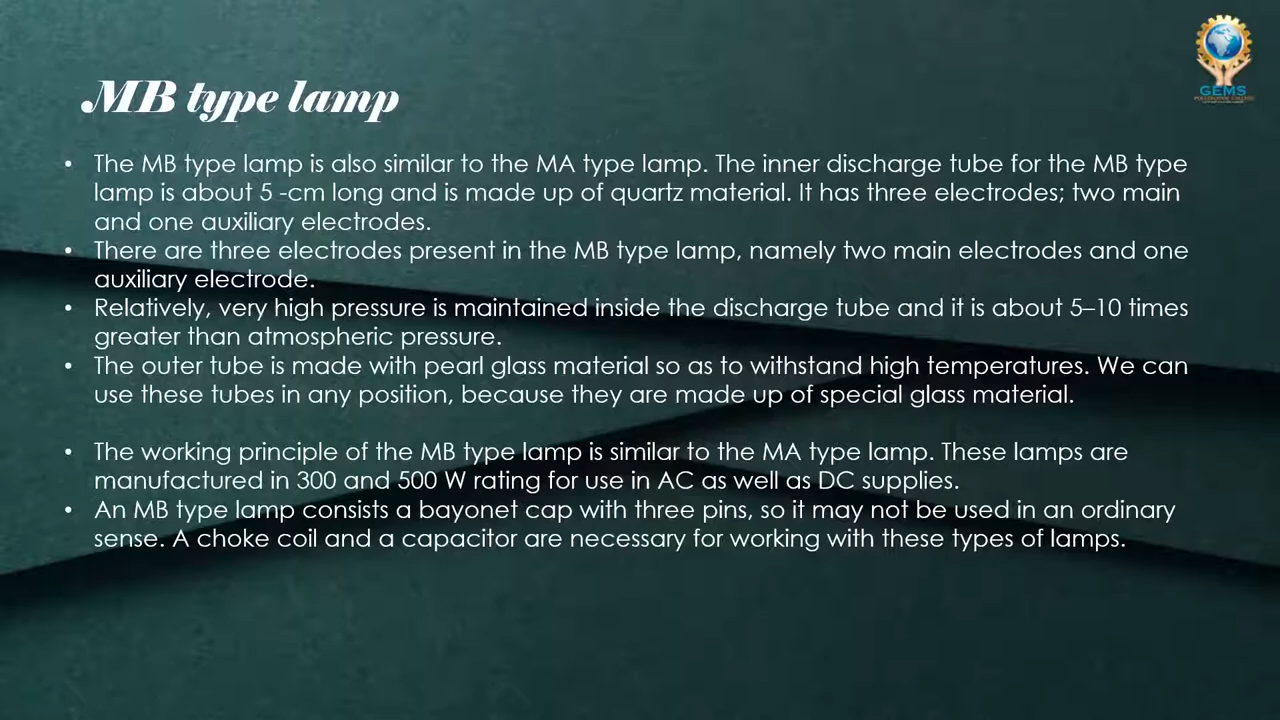 GEMS
MB type lamp
• The MB type lamp is also similar to the MA type lamp. The inner discharge tube for the MB type
lamp is about 5 -cm long and is made up of quartz material. It has three electrodes; two main
and one auxiliary electrodes.
• There are three electrodes present in the MB type lamp, namely two main electrodes and one
auxiliary electrode.
• Relatively, very high pressure is maintained inside the discharge tube and it is about 5–10 times
greater than atmospheric pressure.
• The outer tube is made with pearl glass material so as to withstand high temperatures. We can
use these tubes in any position, because they are made up of special glass material.
• The working principle of the MB type lamp is similar to the MA type lamp. These lamps are
manufactured in 300 and 500 W rating for use in AC as well as DC supplies.
• An MB type lamp consists a bayonet cap with three pins, so it may not be used in an ordinary
sense. A choke coil and a capacitor are necessary for working with these types of lamps.